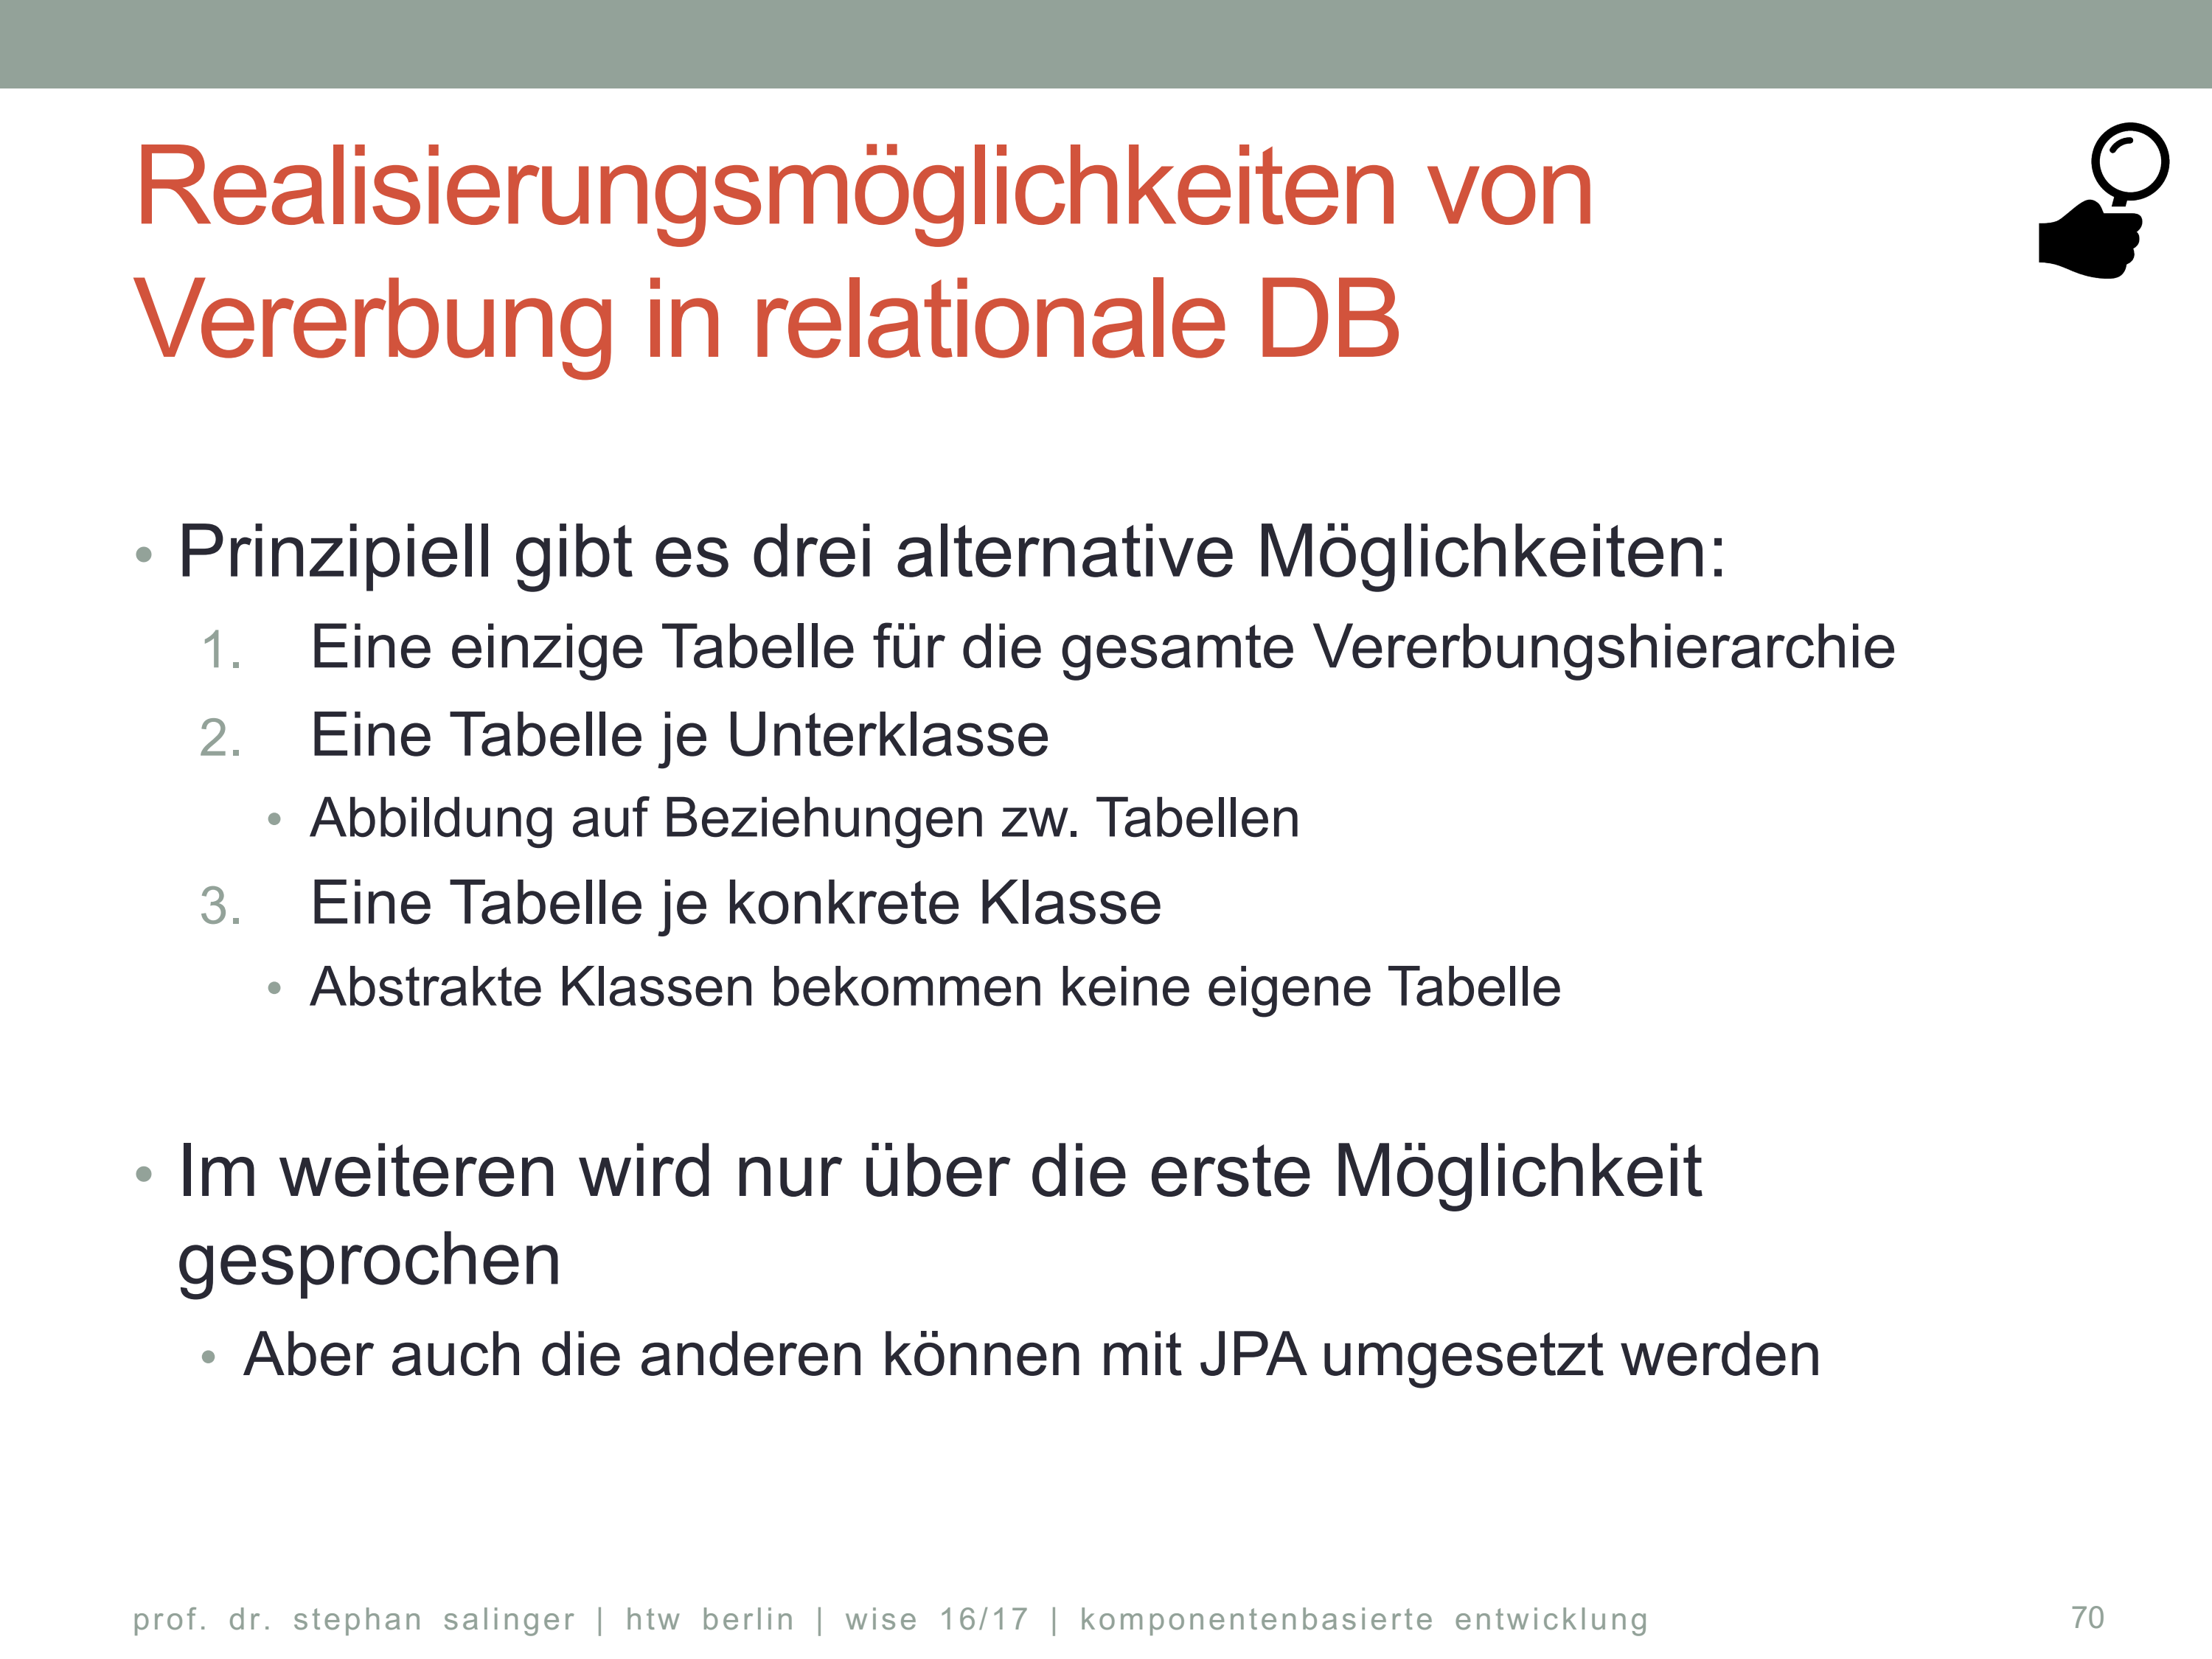 Realisierungsmöglichkeiten von
Vererbung in relationale DB
• Prinzipiell gibt es drei alternative Möglichkeiten:
1. Eine einzige Tabelle für die gesamte Vererbungshierarchie
2. Eine Tabelle je Unterklasse
• Abbildung auf Beziehungen zw. Tabellen
3. Eine Tabelle je konkrete Klasse
• Abstrakte Klassen bekommen keine eigene Tabelle
• Im weiteren wird nur über die erste Möglichkeit
gesprochen
• Aber auch die anderen können mit JPA umgesetzt werden
prof. dr. stephan salinger | htw berlin | wise 16/17 | komponentenbasierte entwicklung
70